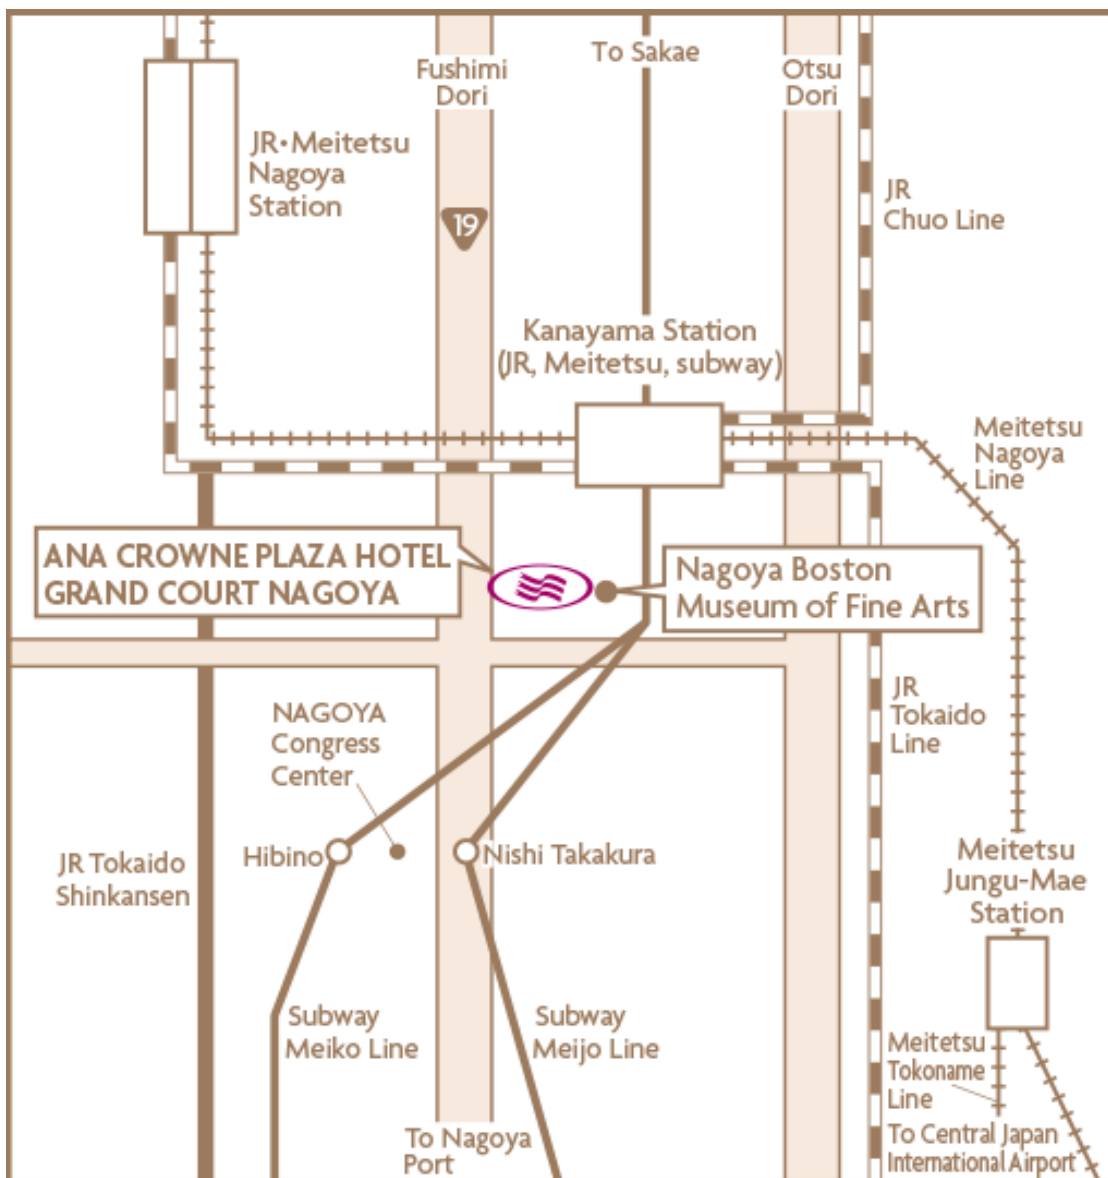 Fushimi
Dori
To Sakae
Otsu
Dori
JR•Meitetsu
Nagoya
Station
19
JR
Chuo Line
Kanayama Station
(JR, Meitetsu, subway)
Meitetsu
Nagoya
Line
ANA CROWNE PLAZA HOTEL
GRAND COURT NAGOYA
Nagoya Boston
Museum of Fine Arts
NAGOYA
Congress
Center
JR
Tokaido
Line
JR Tokaido
Shinkansen
Hibino
Nishi Takakura
Meitetsu
Jungu-Mae
Station
Subway
Meiko Line
Subway
Meijo Line
Meitetsu
Tokoname
Line
To Nagoya
Port
To Central Japan
International Airport